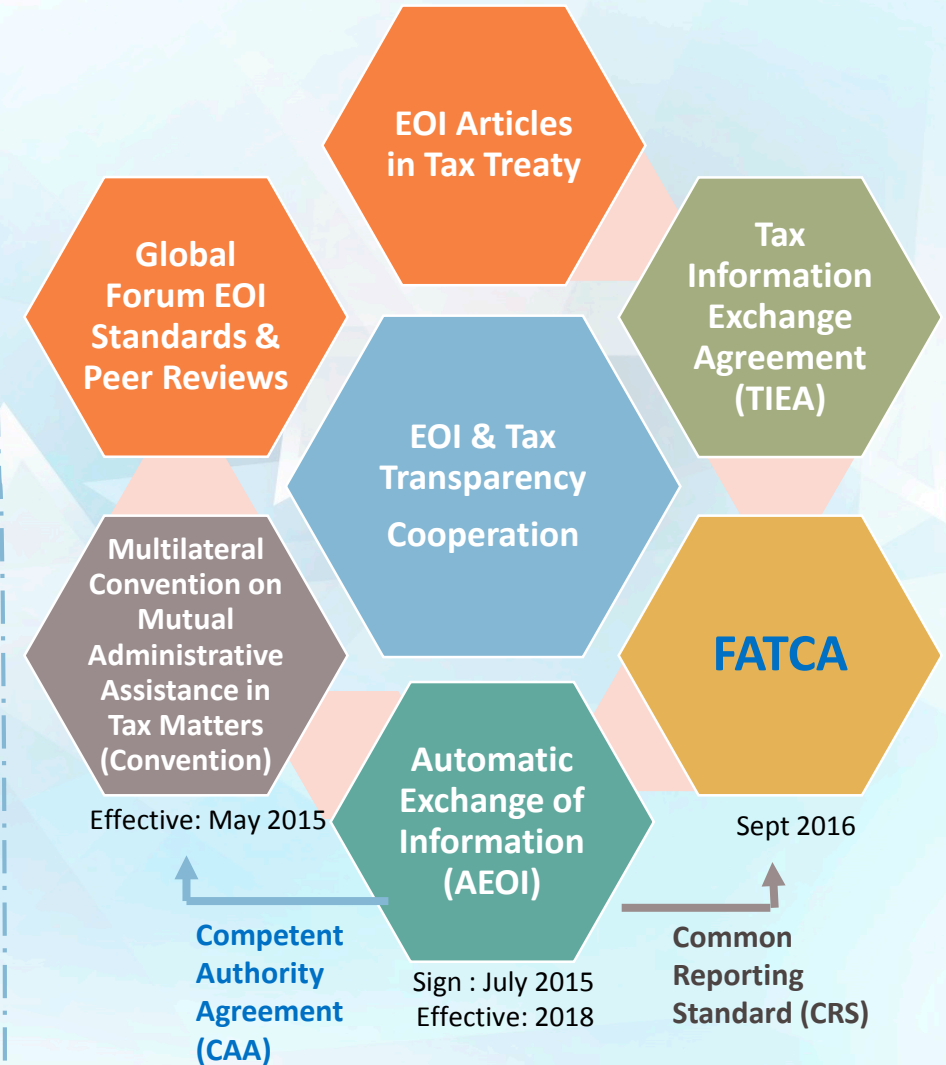 EOI Articles
in Tax Treaty
Global
Forum EOI
Standards &
Peer Reviews
Tax
Information
Exchange
Agreement
(TIEA)
EOI & Tax
Transparency
Cooperation
Multilateral
Convention on
Mutual
Administrative
Assistance in
Tax Matters
(Convention)
FATCA
Automatic
Exchange of
Information
(AEOI)
Effective: May 2015
Sept 2016
Competent
Authority
Agreement
(CAA)
Sign : July 2015
Effective: 2018
Common
Reporting
Standard (CRS)